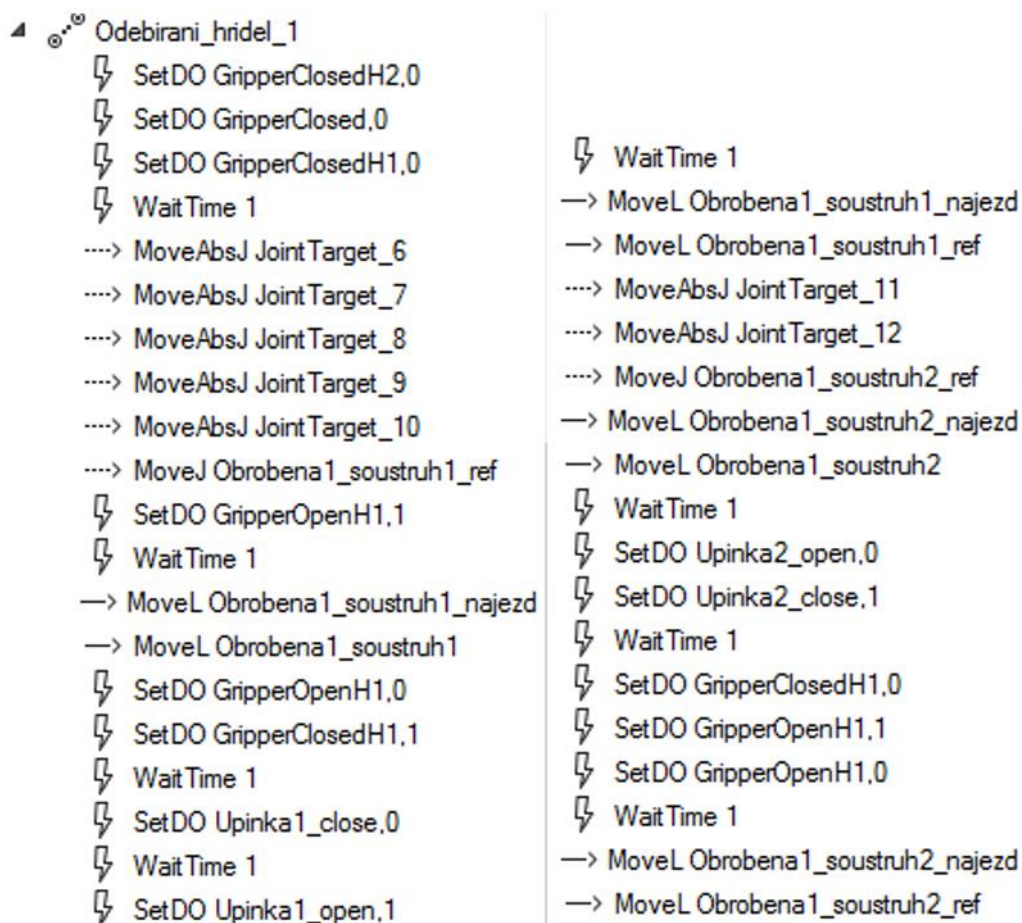 Odebirani_hridel_1
SetDO GripperClosedH2,0
SetDO GripperClosed,0
SetDO GripperClosedH1,0
WaitTime 1
MoveAbsJ JointTarget_6
MoveAbsJ JointTarget_7
MoveAbsJ JointTarget_8
MoveAbsJ JointTarget_9
MoveAbsJ JointTarget_10
MoveJ Obrobena1_soustruh1_ref
SetDO GripperOpenH1,1
WaitTime 1
MoveL Obrobena1_soustruh1_najezd
MoveL Obrobena1_soustruh1
SetDO GripperOpenH1,0
SetDO GripperClosedH1,1
WaitTime 1
SetDO Upinka1_close,0
WaitTime 1
SetDO Upinka1_open,1
WaitTime 1
MoveL Obrobena1_soustruh1_najezd
MoveL Obrobena1_soustruh1_ref
MoveAbsJ JointTarget_11
MoveAbsJ JointTarget_12
MoveJ Obrobena1_soustruh2_ref
MoveL Obrobena1_soustruh2_najezd
MoveL Obrobena1_soustruh2
WaitTime 1
SetDO Upinka2_open,0
SetDO Upinka2_close,1
WaitTime 1
SetDO GripperClosedH1,0
SetDO GripperOpenH1,1
SetDO GripperOpenH1,0
WaitTime 1
MoveL Obrobena1_soustruh2_najezd
MoveL Obrobena1_soustruh2_ref